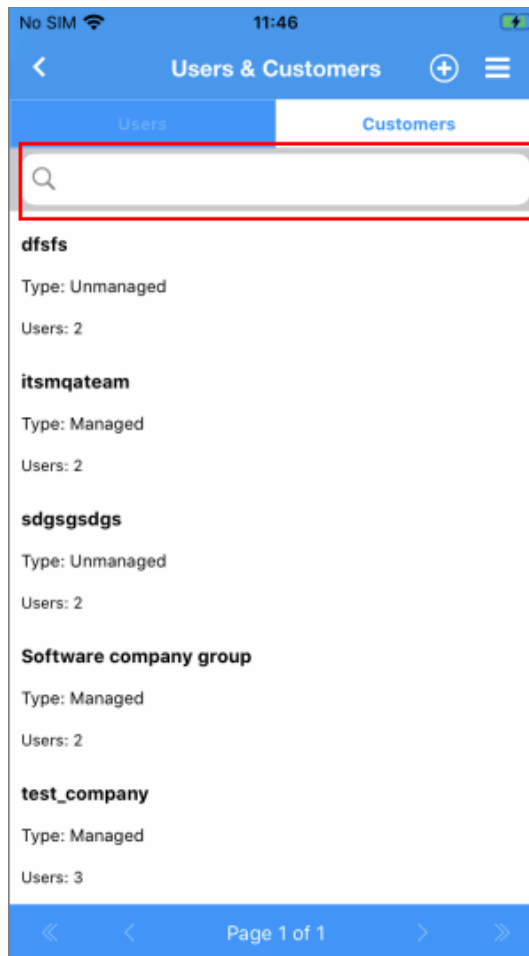 No SIM 11:46
Users & Customers
Users Customers
dfsfs
Type: Unmanaged
Users: 2
itsmqateam
Type: Managed
Users: 2
sdgsgsdgs
Type: Unmanaged
Users: 2
Software company group
Type: Managed
Users: 2
test_company
Type: Managed
Users: 3
Page 1 of 1